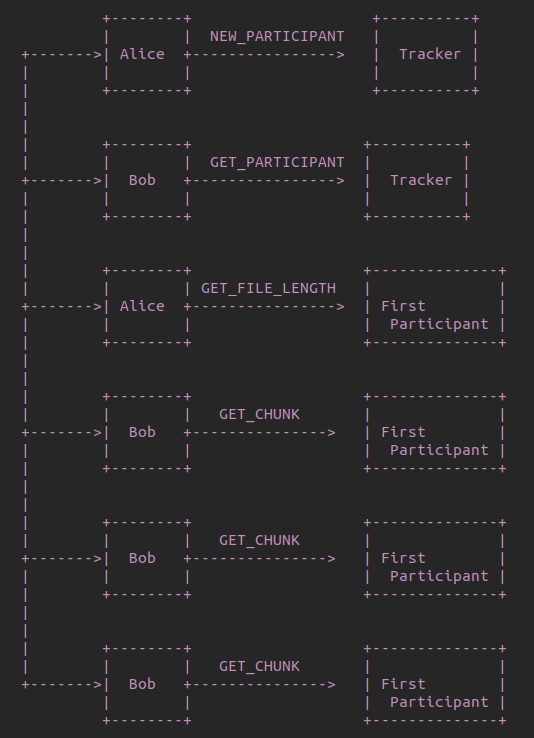 NEW_PARTICIPANT
Alice Tracker
GET_PARTICIPANT
Bob Tracker
GET_FILE_LENGTH
Alice First
Participant
GET_CHUNK
Bob First
Participant
GET_CHUNK
Bob First
Participant
GET_CHUNK
Bob First
Participant